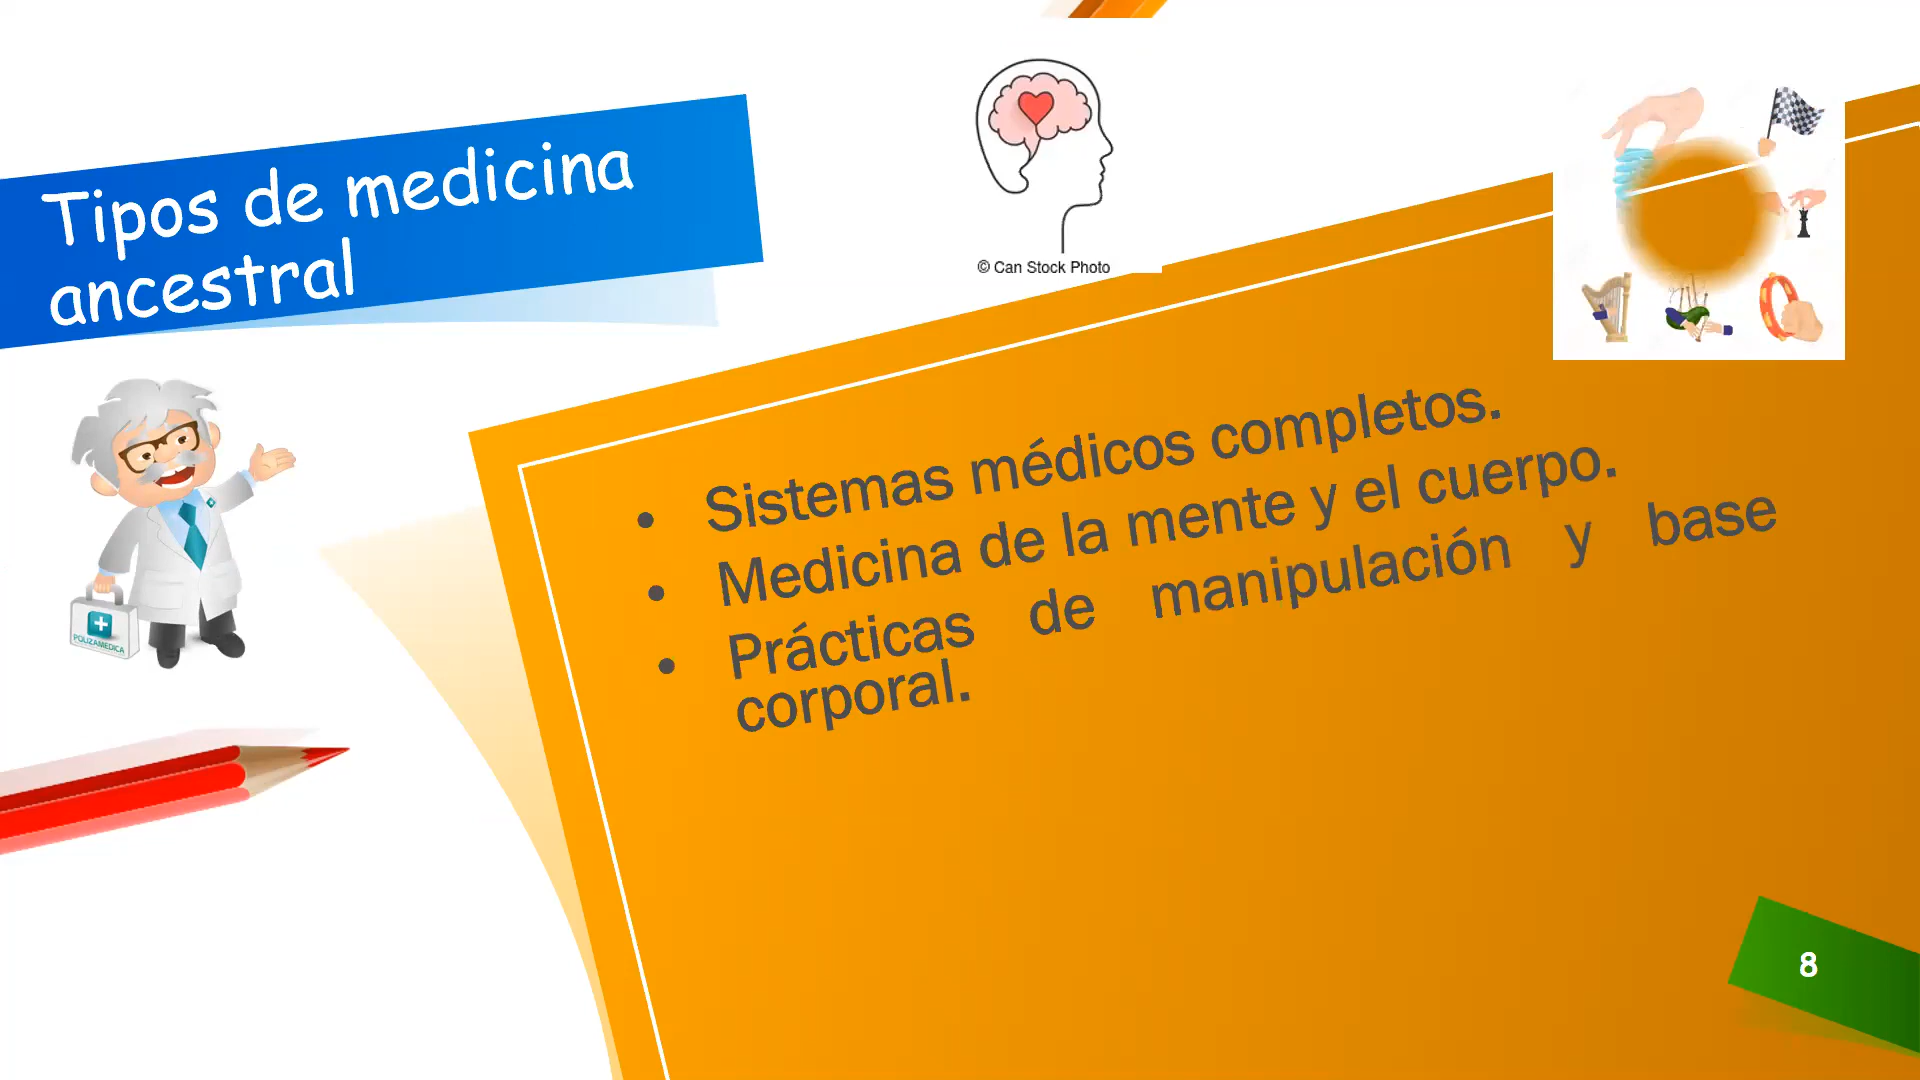 Tipos de medicina
ancestral
© Can Stock Photo
• Sistemas médicos completos.
• Medicina de la mente y el cuerpo.
• Prácticas de manipulación y base
corporal.
POLIZAMEDICA
8